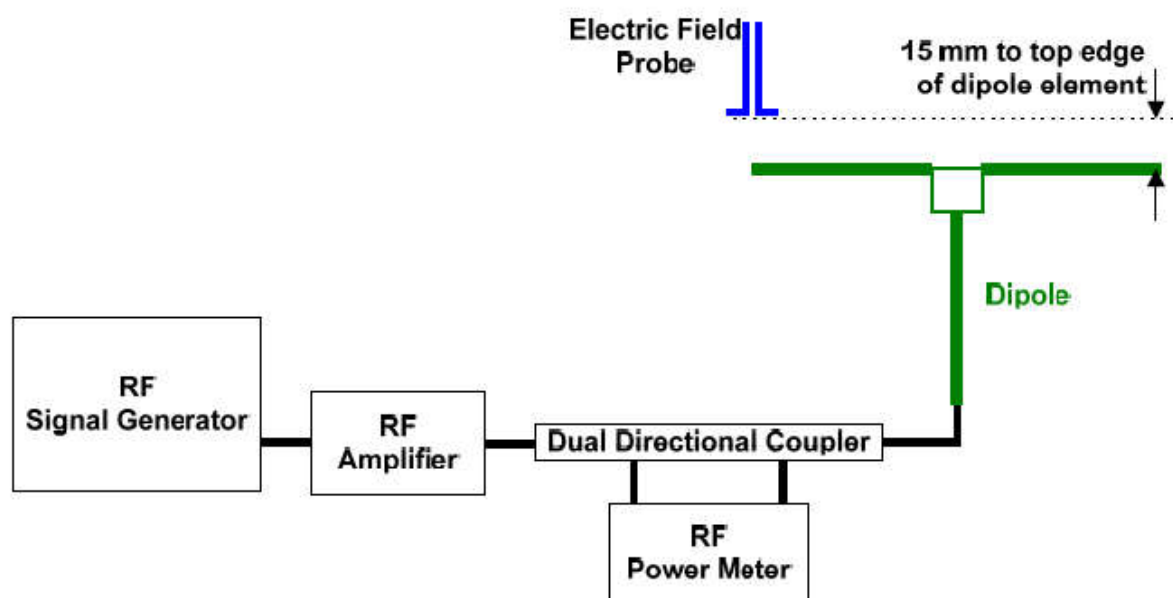 Electric Field
Probe
15 mm to top edge
of dipole element
Dipole
RF
Signal Generator
RF
Amplifier
Dual Directional Coupler
RF
Power Meter